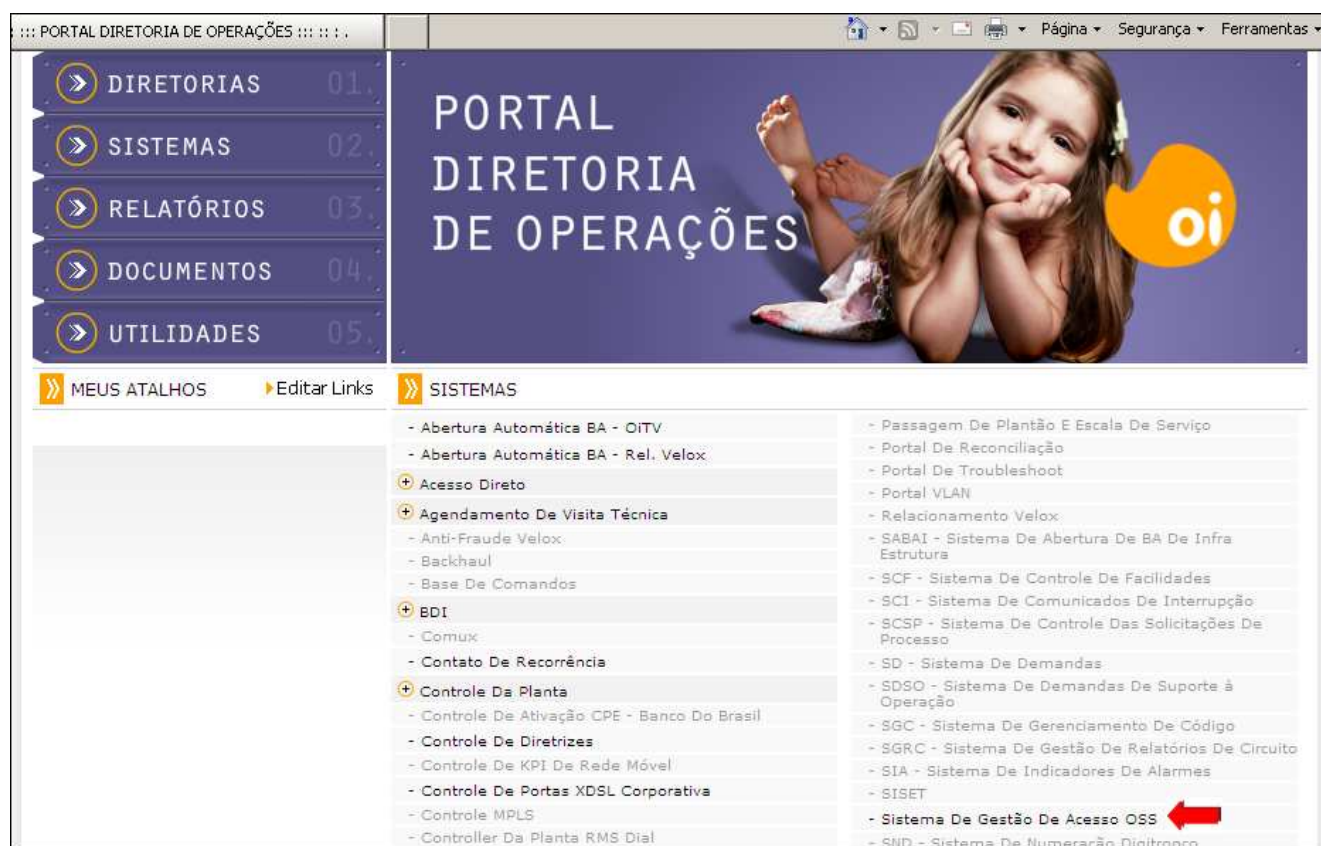 ::: PORTAL DIRETORIA DE OPERAÇÕES ::: :: : .
Página
Segurança
Ferramentas
DIRETORIAS 01.
SISTEMAS 02.
RELATÓRIOS 03.
DOCUMENTOS 04.
UTILIDADES 05.
PORTAL
DIRETORIA
DE OPERAÇÕES
oi
MEUS ATALHOS
Editar Links
SISTEMAS
- Abertura Automática BA - OiTV
- Abertura Automática BA - Rel. Velox
Acesso Direto
Agendamento De Visita Técnica
- Anti-Fraude Velox
- Backhaul
- Base De Comandos
BDI
- Comux
- Contato De Recorrência
Controle Da Planta
- Controle De Ativação CPE - Banco Do Brasil
- Controle De Diretrizes
- Controle De KPI De Rede Móvel
- Controle De Portas XDSL Corporativa
- Controle MPLS
- Controller Da Planta RMS Dial
- Passagem De Plantão E Escala De Serviço
- Portal De Reconciliação
- Portal De Troubleshoot
- Portal VLAN
- Relacionamento Velox
- SABAI - Sistema De Abertura De BA De Infra
Estrutura
- SCF - Sistema De Controle De Facilidades
- SCI - Sistema De Comunicados De Interrupção
- SCSP - Sistema De Controle Das Solicitações De
Processo
- SD - Sistema De Demandas
- SDSO - Sistema De Demandas De Suporte à
Operação
- SGC - Sistema De Gerenciamento De Código
- SGRC - Sistema De Gestão De Relatórios De Circuito
- SIA - Sistema De Indicadores De Alarmes
- SISET
- Sistema De Gestão De Acesso OSS
- SND - Sistema De Numeração Digitronco